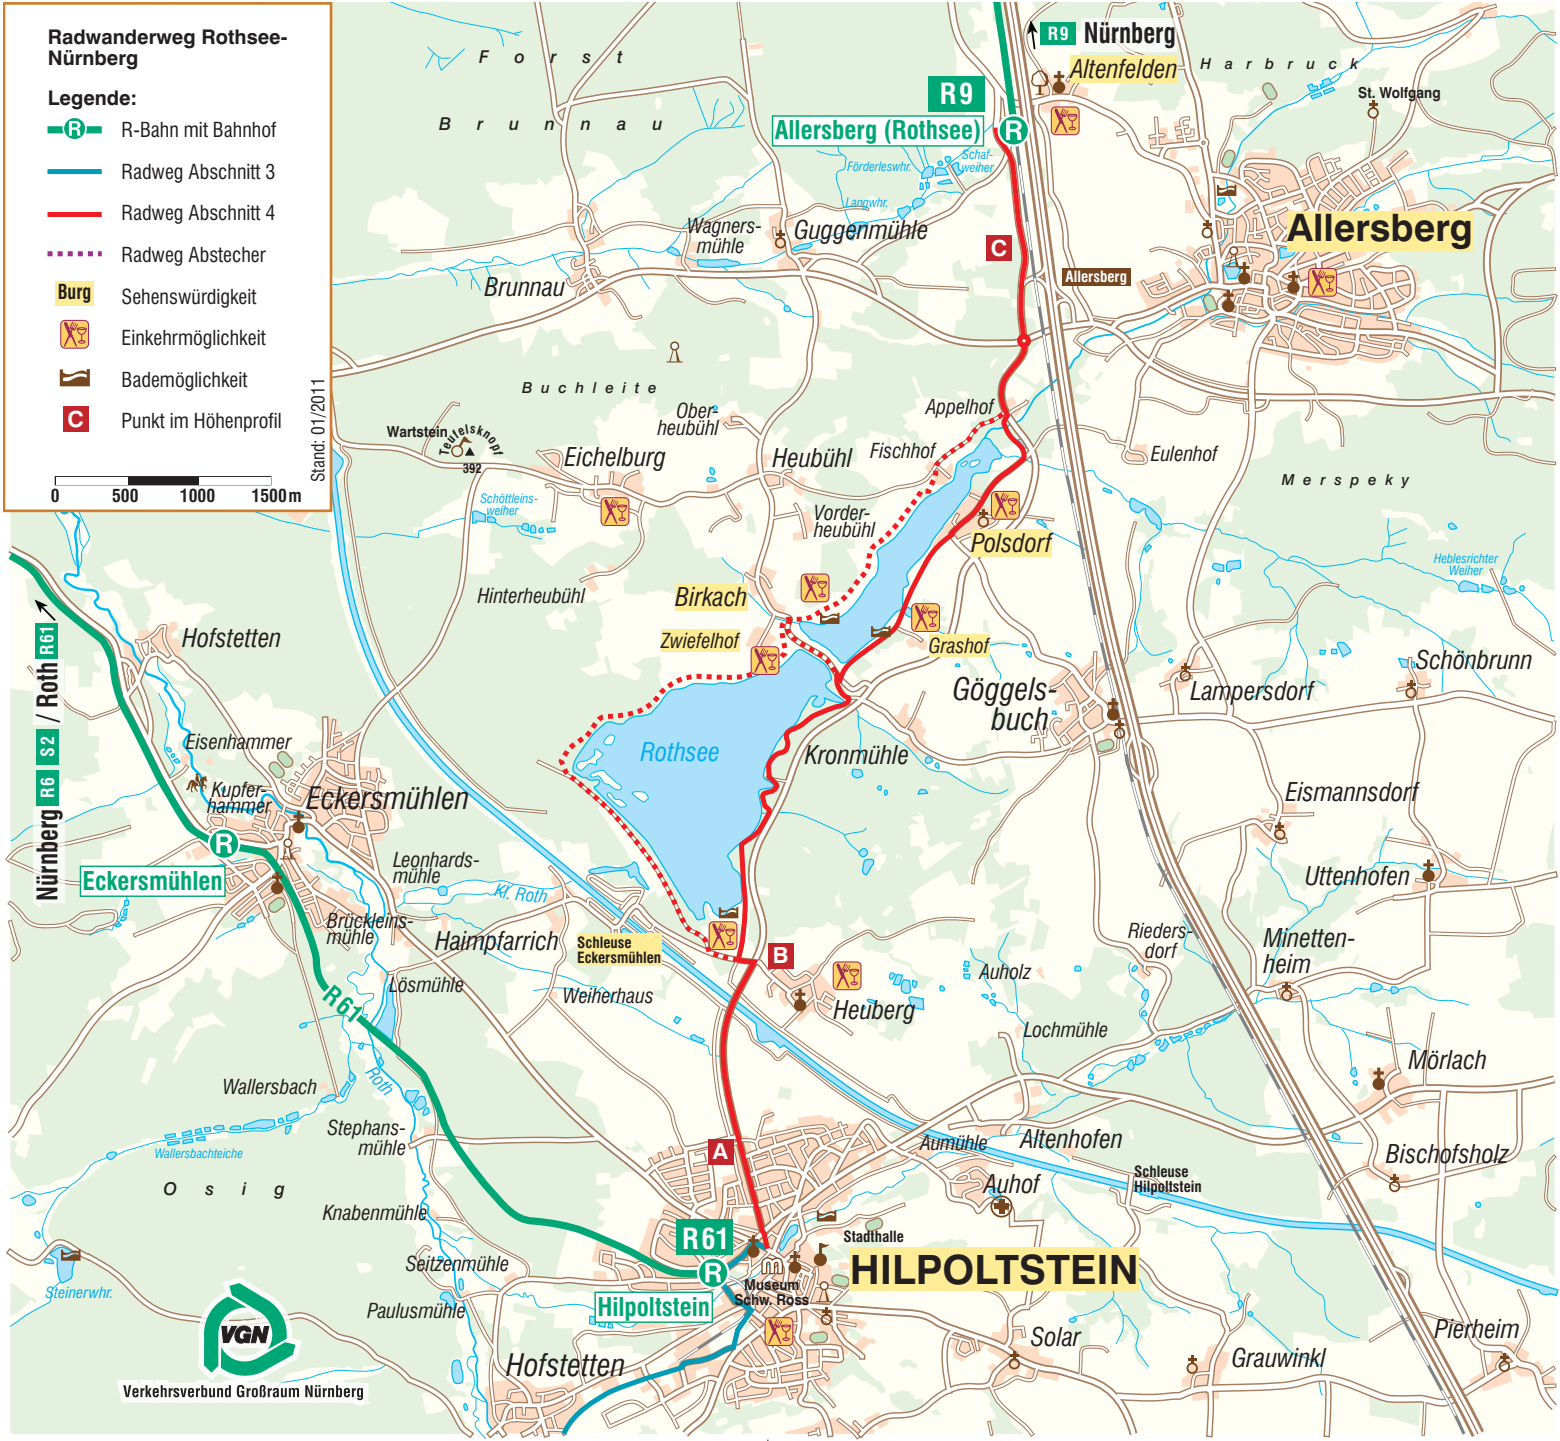 Radwanderweg Rothsee-
Nürnberg
Legende:
R
R-Bahn mit Bahnhof
Radweg Abschnitt 3
Radweg Abschnitt 4
Radweg Abstecher
Burg
Sehenswürdigkeit
Einkehrmöglichkeit
Bademöglichkeit
C
Punkt im Höhenprofil
0 500 1000 1500m
Stand: 01/2011
Forst
Brunnau
R9 Nürnberg
Altenfelden
Harbruck
St. Wolfgang
R9
Allersberg (Rothsee)
R
Förderleswhr.
Schaf-
weiher
Langwhr.
Wagners-
mühle
Guggenmühle
C
Allersberg
Allersberg
Brunnau
Buchleite
Ober-
heubühl
Appelhof
Wartstein
Teufelsknopf
392
Eichelburg
Heubühl
Fischhof
Eulenhof
Merspeky
Schöttleins-
weiher
Vorder-
heubühl
Polsdorf
Heblesrichter
Weiher
Hinterheubühl
Birkach
Zwiefelhof
Grashof
Hofstetten
Nürnberg R6 S2 / Roth R61
Göggels-
buch
Lampersdorf
Schönbrunn
Eisenhammer
Rothsee
Kronmühle
Kupfer-
hammer
Eckersmühlen
Eismannsdorf
R
Eckersmühlen
Leonhards-
mühle
Kl. Roth
Uttenhofen
Brückleins-
mühle
Haimpfarrich
Schleuse
Eckersmühlen
B
Rieders-
dorf
Minetten-
heim
Auholz
Lösmühle
Weiherhaus
Heuberg
R61
Lochmühle
Mörlach
Roth
Wallersbach
Stephans-
mühle
Wallersbachteiche
Aumühle
Altenhofen
A
Bischofsholz
Schleuse
Hilpoltstein
Auhof
Osig
Knabenmühle
R61
Stadthalle
Seitzenmühle
R
HILPOLTSTEIN
Museum
Schw. Ross
Steinerwhr.
Paulusmühle
Hilpoltstein
VGN
Solar
Pierheim
Grauwinkl
Hofstetten
Verkehrsverbund Großraum Nürnberg